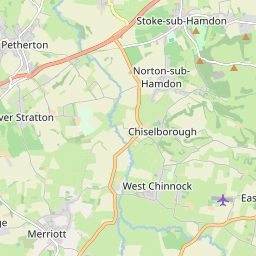 Stoke-sub-Hamdon
Petherton
Norton-sub-
Hamdon
ver Stratton
Chiselborough
West Chinnock
Eas
ge
Merriott